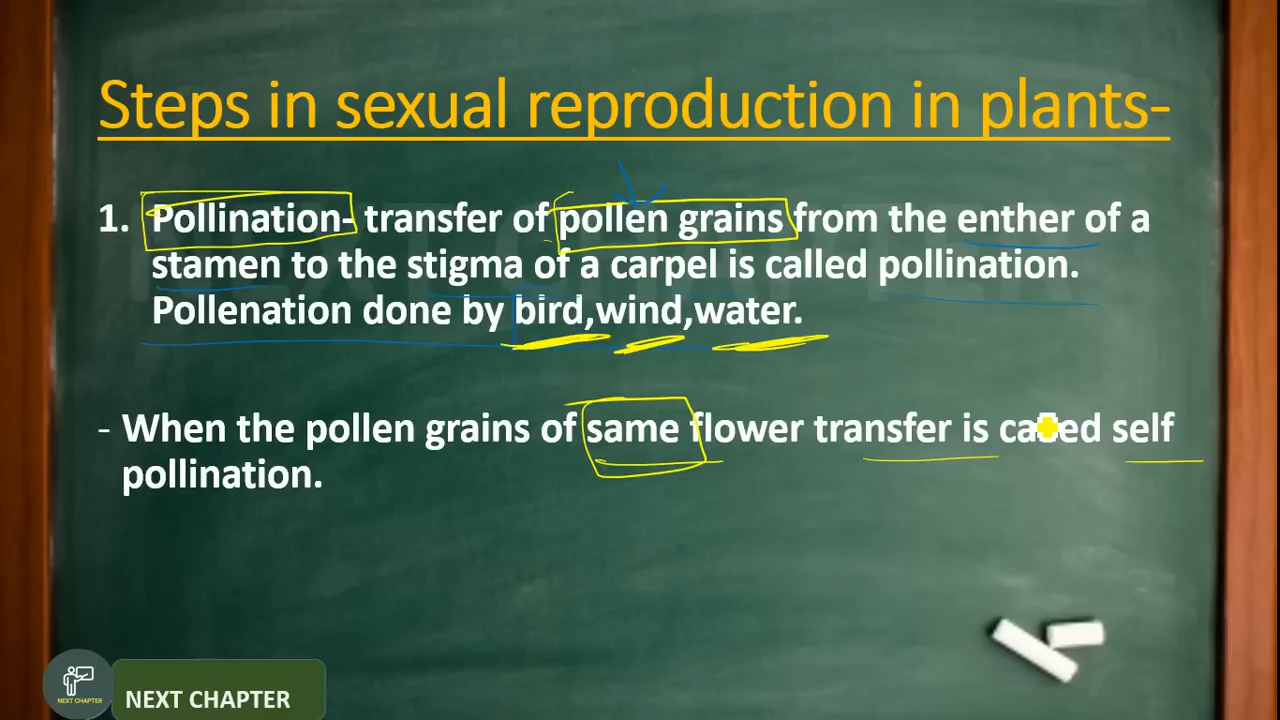 Steps in sexual reproduction in plants-
1. Pollination- transfer of pollen grains from the enther of a
stamen to the stigma of a carpel is called pollination.
Pollenation done by bird,wind,water.
- When the pollen grains of same flower transfer is called self
pollination.
NEXT CHAPTER
NEXT CHAPTER